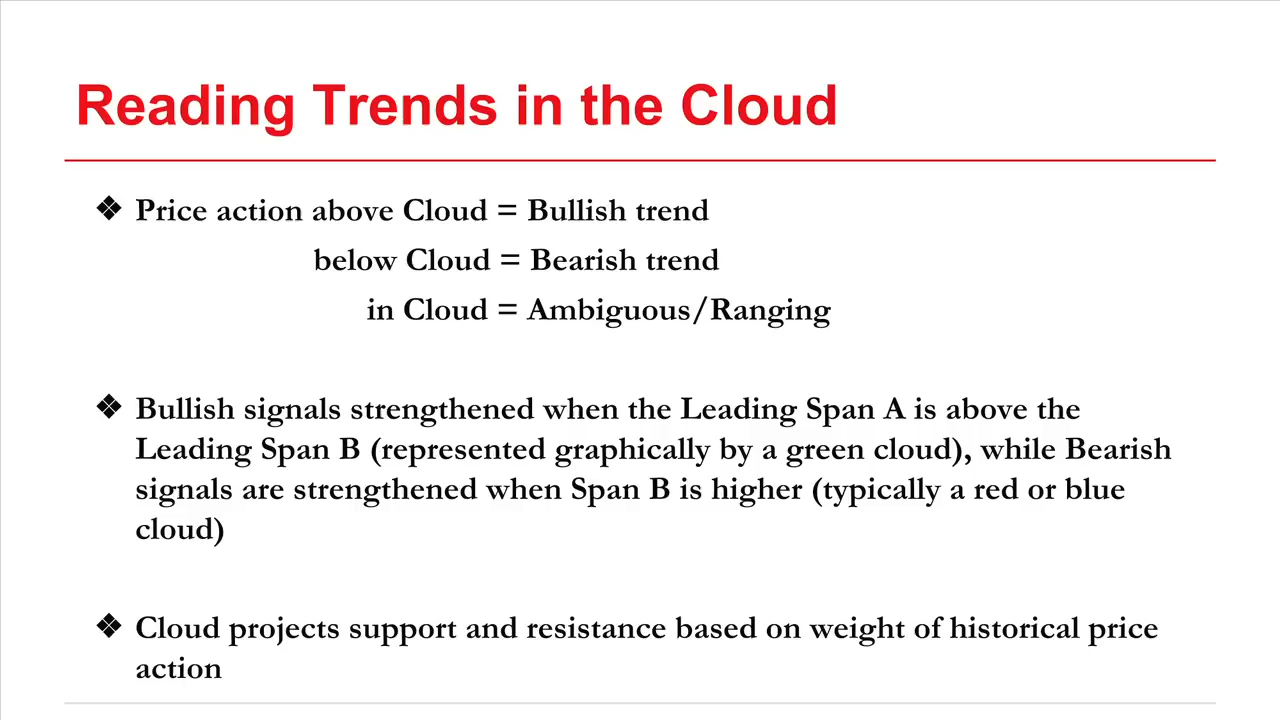 Reading Trends in the Cloud
❖ Price action above Cloud = Bullish trend
below Cloud = Bearish trend
in Cloud = Ambiguous/Ranging
❖ Bullish signals strengthened when the Leading Span A is above the
Leading Span B (represented graphically by a green cloud), while Bearish
signals are strengthened when Span B is higher (typically a red or blue
cloud)
❖ Cloud projects support and resistance based on weight of historical price
action